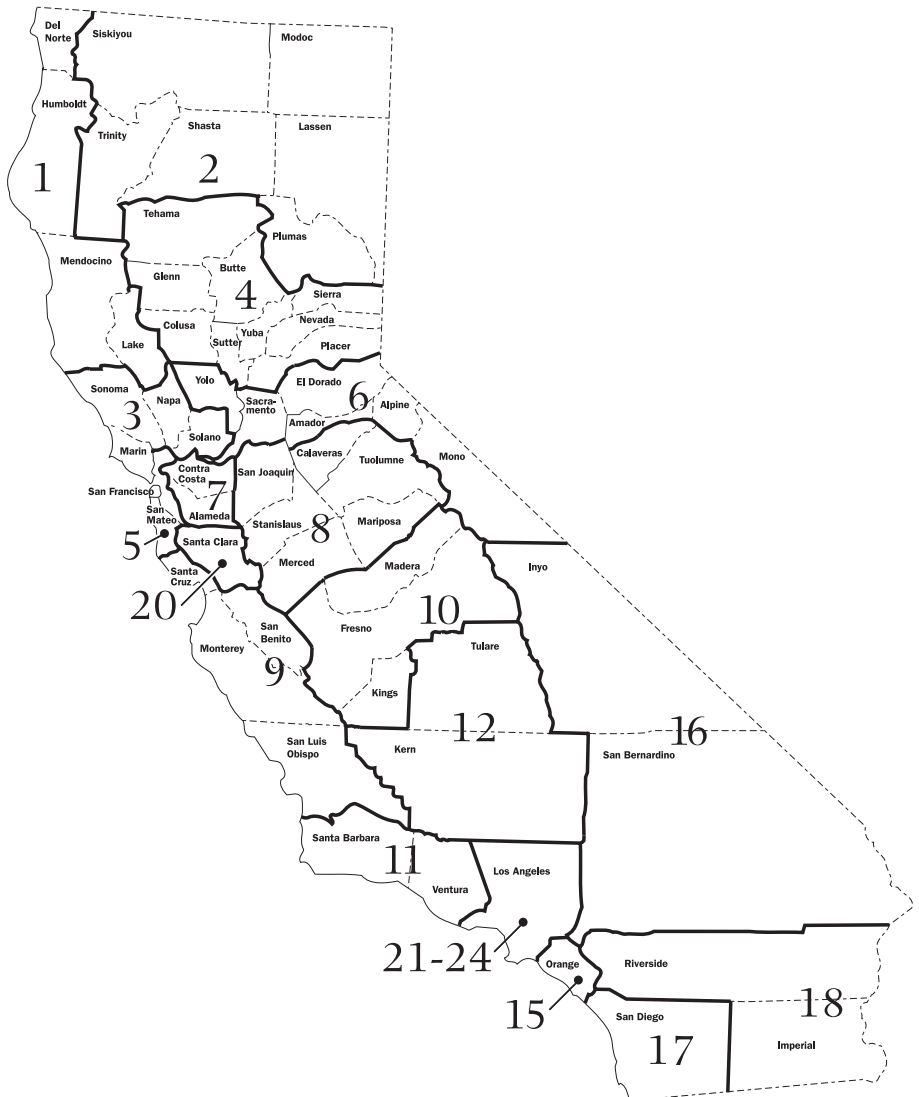 Del
Norte
Siskiyou
Modoc
Humboldt
Trinity
Shasta
Lassen
1
2
Tehama
Plumas
Mendocino
Glenn
Butte
4
Sierra
Nevada
Colusa
Lake
Sutter
Yuba
Placer
Sonoma
Napa
Yolo
Sacra-
mento
El Dorado
3
6
Alpine
Amador
Solano
Marin
Calaveras
Tuolumne
Mono
Contra
Costa
San Joaquin
San Francisco
7
San
Mateo
Alameda
Stanislaus
8
Mariposa
5
Santa Clara
Merced
Madera
Inyo
Santa
Cruz
20
10
San
Benito
Fresno
Monterey
Tulare
9
Kings
12
16
San Luis
Obispo
Kern
San Bernardino
Santa Barbara
11
Ventura
Los Angeles
21-24
Orange
Riverside
15
18
San Diego
17
Imperial